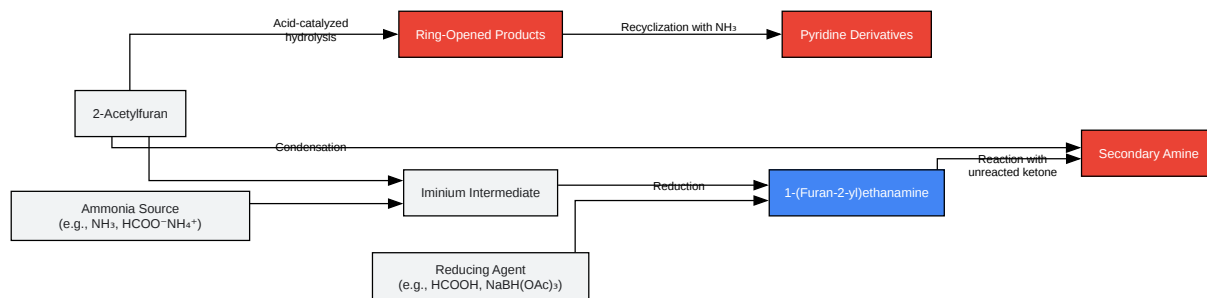 Acid-catalyzed
hydrolysis
Ring-Opened Products
Recyclization with NH₃
Pyridine Derivatives
2-Acetylfuran
Condensation
Secondary Amine
Reaction with
unreacted ketone
Iminium Intermediate
Reduction
1-(Furan-2-yl)ethanamine
Ammonia Source
(e.g., NH₃, HCOO⁻NH₄⁺)
Reducing Agent
(e.g., HCOOH, NaBH(OAc)₃)